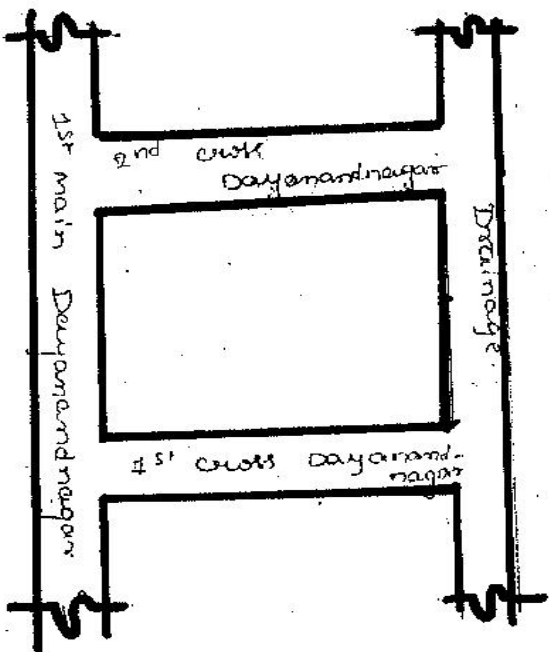 2nd cross
Dayanandnagar
1st main Dayanandnagar
Drainage
1st cross Dayanand-
nagar